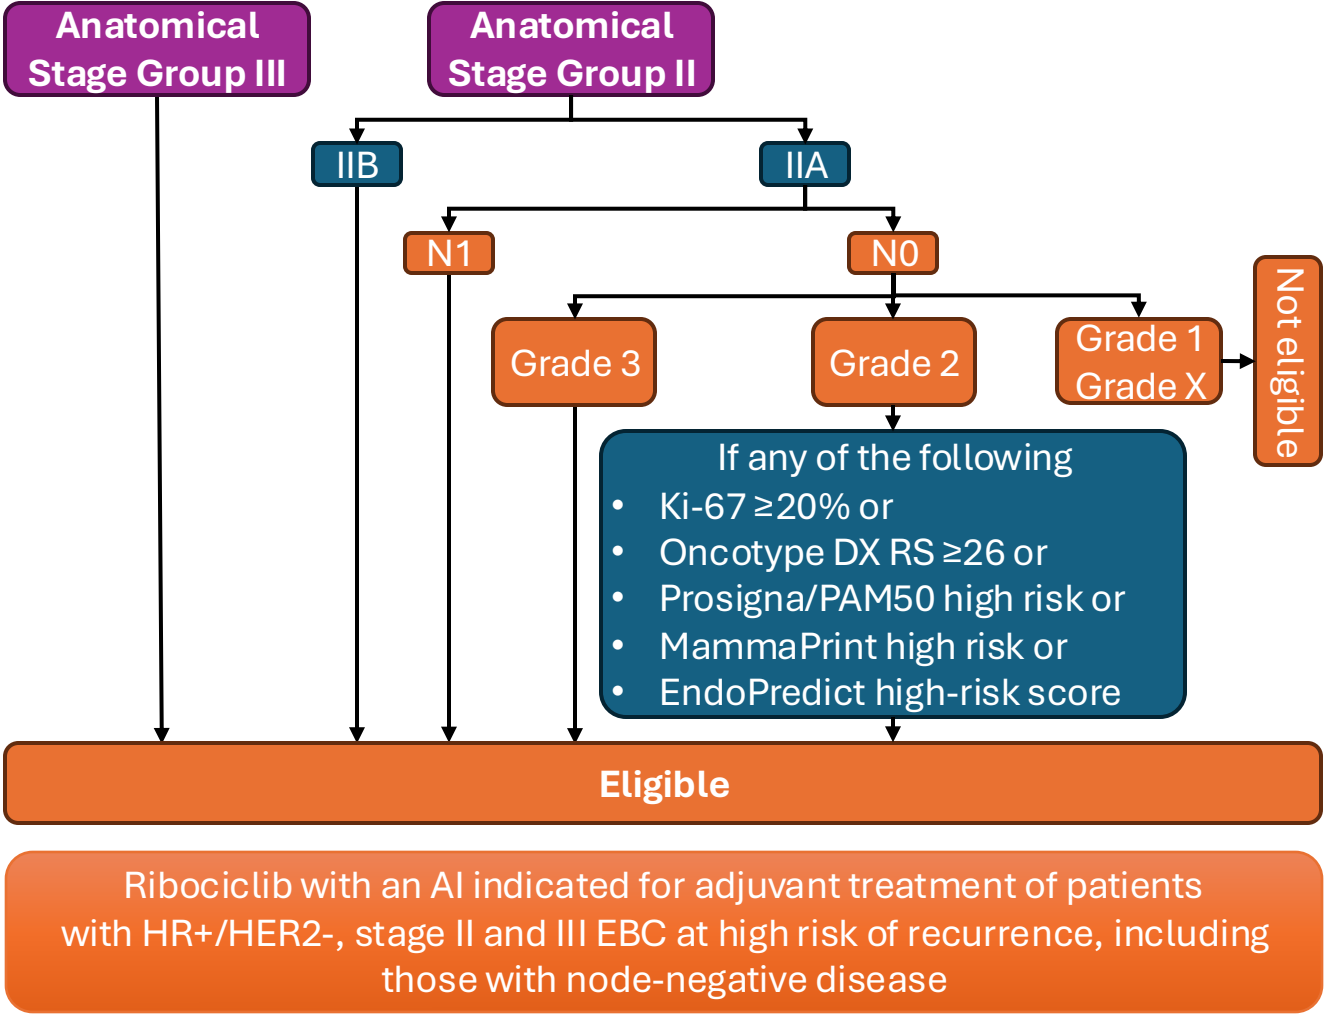 Anatomical
Stage Group III
Anatomical
Stage Group II
IIB
IIA
N1
N0
Grade 3
Grade 2
Grade 1
Grade X
Not eligible
If any of the following
• Ki-67 ≥20% or
• Oncotype DX RS ≥26 or
• Prosigna/PAM50 high risk or
• MammaPrint high risk or
• EndoPredict high-risk score
Eligible
Ribociclib with an AI indicated for adjuvant treatment of patients
with HR+/HER2-, stage II and III EBC at high risk of recurrence, including
those with node-negative disease